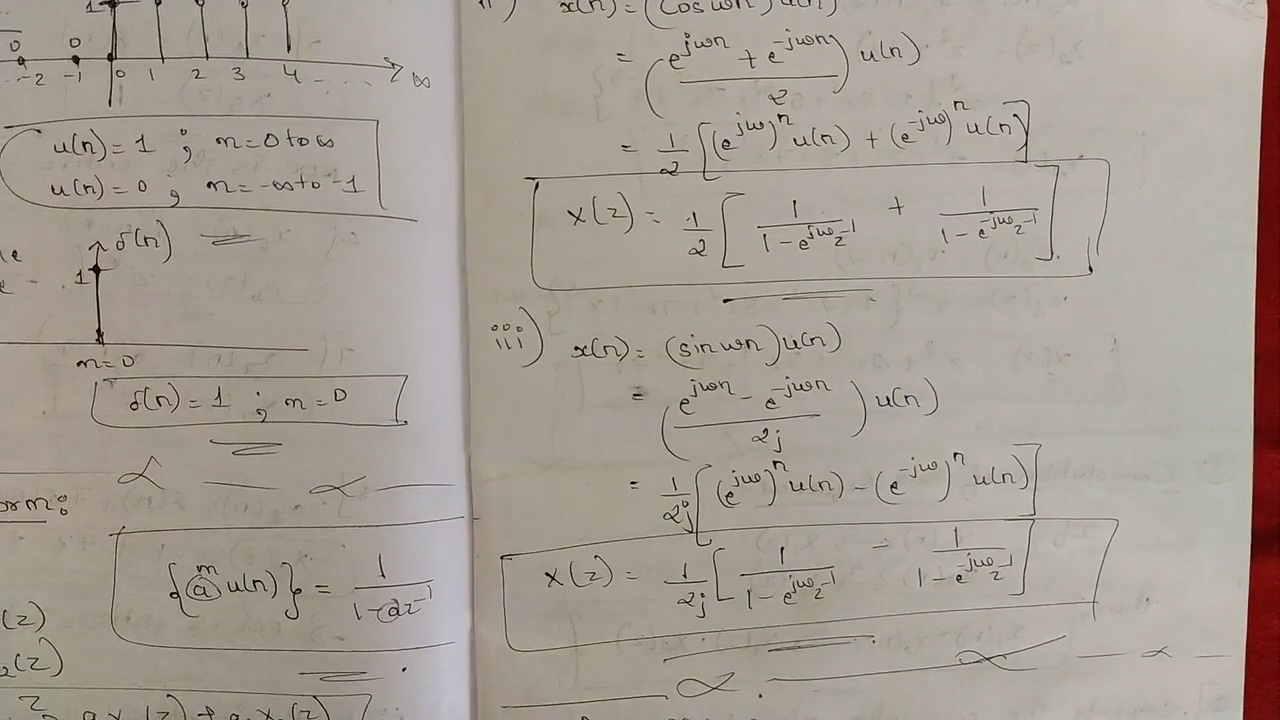 1
0 0
-2 -1 0 1 2 3 4 ..... ∞
u(n) = 1 ; n = 0 to ∞
u(n) = 0 ; n = -∞ to -1
δ(n)
1
n = 0
δ(n) = 1 ; n = 0
orm:
{a^n u(n)} = 1/(1 - az^-1)
(z)
2(z)
x(n) = (cos ωn) u(n)
= ((e^jωn + e^-jωn)/2) u(n)
= 1/2 [(e^jω)^n u(n) + (e^-jω)^n u(n)]
X(z) = 1/2 [1/(1 - e^jω z^-1) + 1/(1 - e^-jω z^-1)]
iii) x(n) = (sin ωn) u(n)
= ((e^jωn - e^-jωn)/2j) u(n)
= 1/2j [(e^jω)^n u(n) - (e^-jω)^n u(n)]
X(z) = 1/2j [1/(1 - e^jω z^-1) - 1/(1 - e^-jω z^-1)]